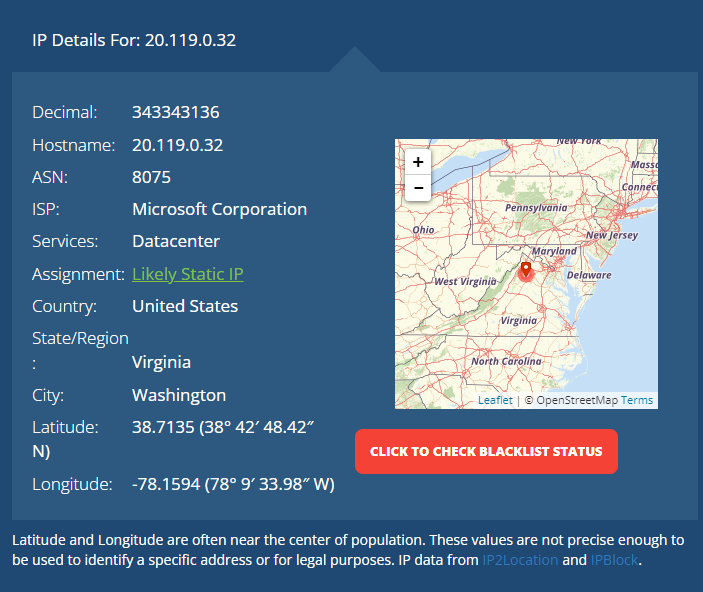 IP Details For: 20.119.0.32
Decimal: 343343136
Hostname: 20.119.0.32
ASN: 8075
ISP: Microsoft Corporation
Services: Datacenter
Assignment: Likely Static IP
Country: United States
State/Region
: Virginia
City: Washington
Latitude: 38.7135 (38° 42′ 48.42″
N)
Longitude: -78.1594 (78° 9′ 33.98″ W)
+
−
New York
Massa
Connect
Pennsylvania
Ohio
New Jersey
Maryland
Delaware
West Virginia
Virginia
North Carolina
Leaflet | © OpenStreetMap Terms
CLICK TO CHECK BLACKLIST STATUS
Latitude and Longitude are often near the center of population. These values are not precise enough to
be used to identify a specific address or for legal purposes. IP data from IP2Location and IPBlock.